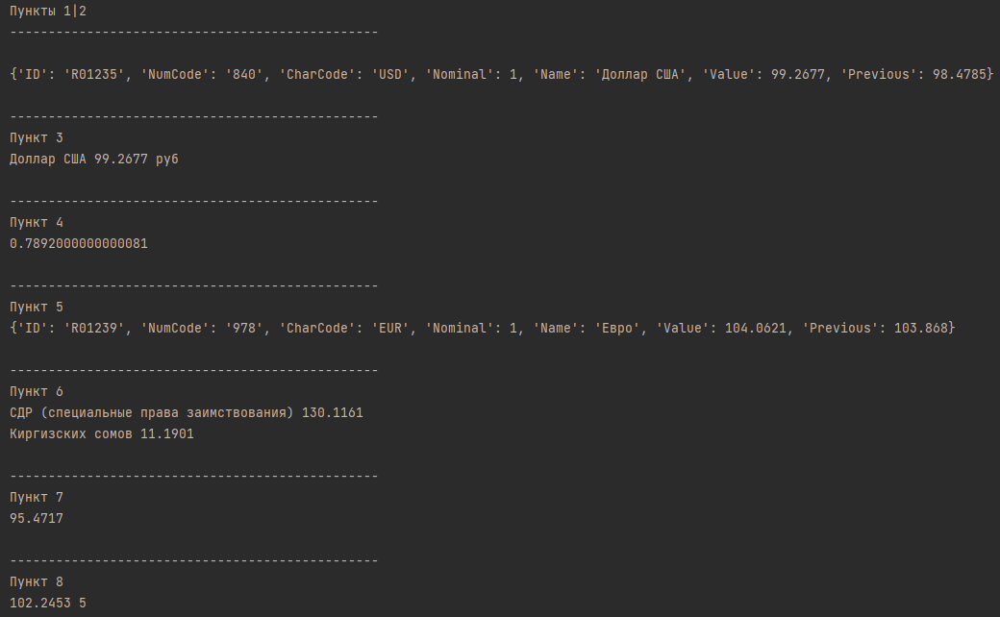 Пункты 1|2
------------------------------------------------
{'ID': 'R01235', 'NumCode': '840', 'CharCode': 'USD', 'Nominal': 1, 'Name': 'Доллар США', 'Value': 99.2677, 'Previous': 98.4785}
------------------------------------------------
Пункт 3
Доллар США 99.2677 руб
------------------------------------------------
Пункт 4
0.7892000000000081
------------------------------------------------
Пункт 5
{'ID': 'R01239', 'NumCode': '978', 'CharCode': 'EUR', 'Nominal': 1, 'Name': 'Евро', 'Value': 104.0621, 'Previous': 103.868}
------------------------------------------------
Пункт 6
СДР (специальные права заимствования) 130.1161
Киргизских сомов 11.1901
------------------------------------------------
Пункт 7
95.4717
------------------------------------------------
Пункт 8
102.2453 5